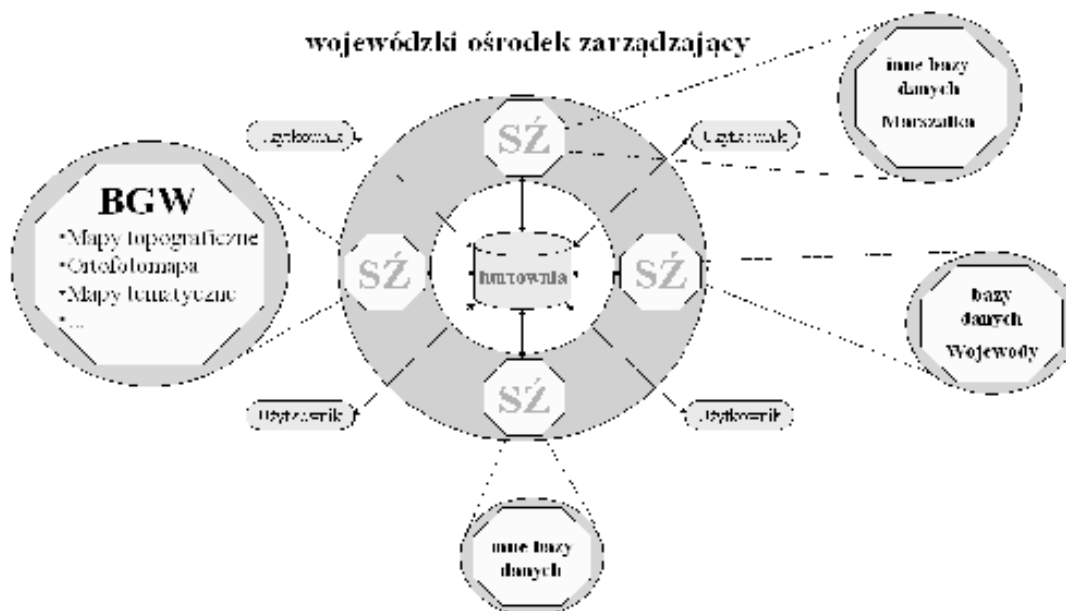 wojewódzki ośrodek zarządzający
inne bazy
danych
Marszałka
Użytkownik
Użytkownik
SŹ
BGW
•Mapy topograficzne
•Ortofotomapa
•Mapy tematyczne
•...
SŹ
hurtownia
SŹ
bazy
danych
Wojewody
SŹ
Użytkownik
Użytkownik
inne bazy
danych